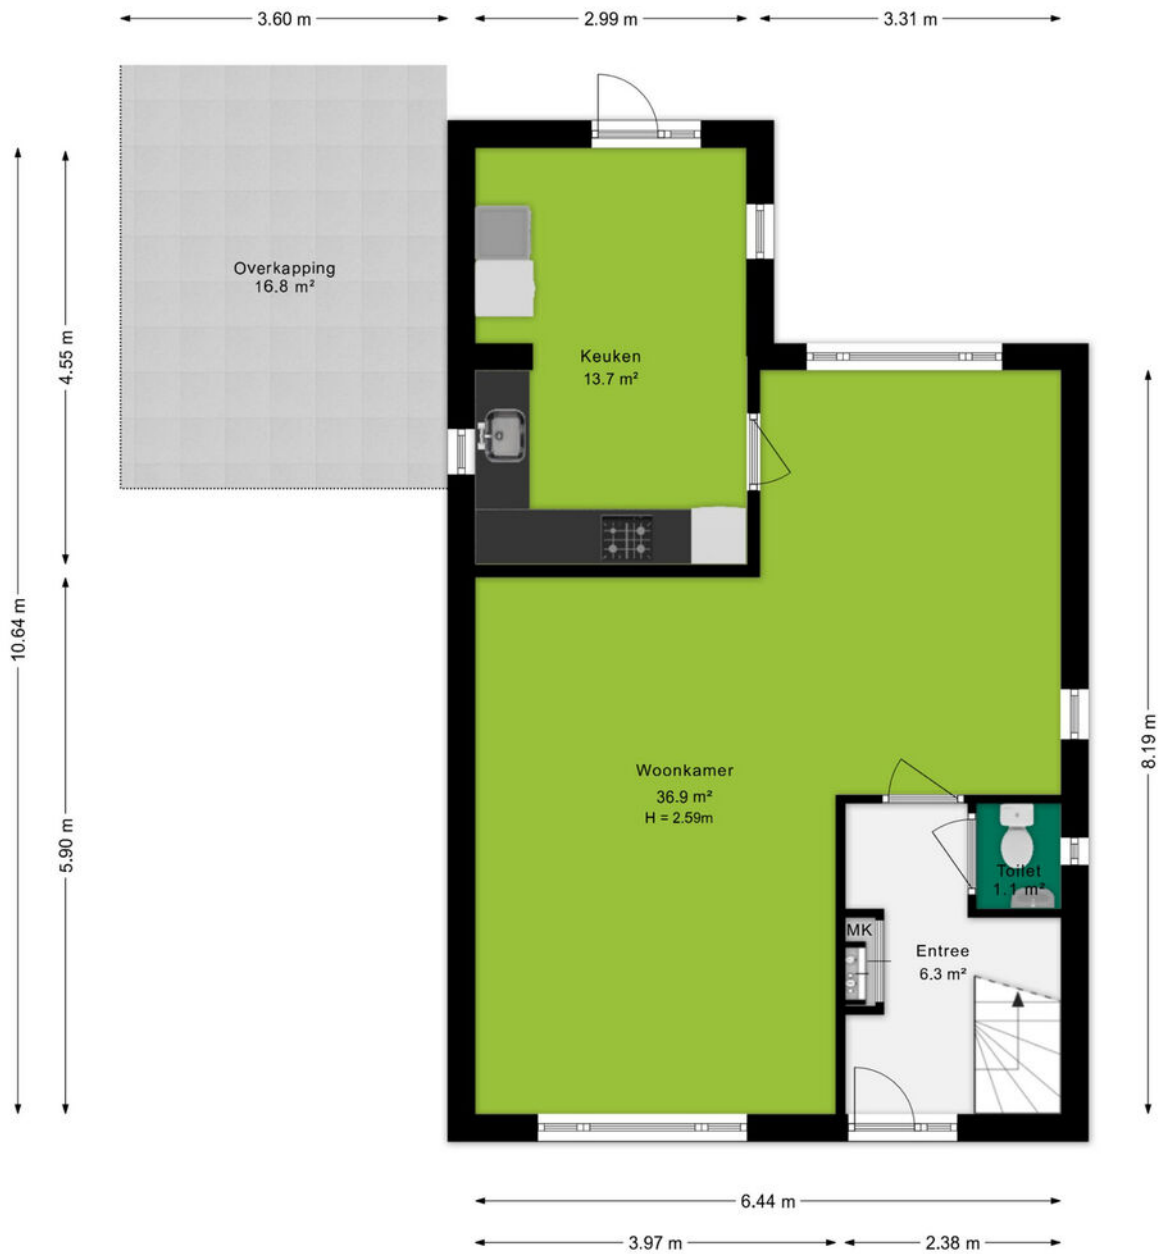 3.60 m
2.99 m
3.31 m
Overkapping
16.8 m²
4.55 m
Keuken
13.7 m²
10.64 m
8.19 m
Woonkamer
36.9 m²
H = 2.59m
5.90 m
Toilet
1.1 m²
MK
Entree
6.3 m²
6.44 m
3.97 m
2.38 m